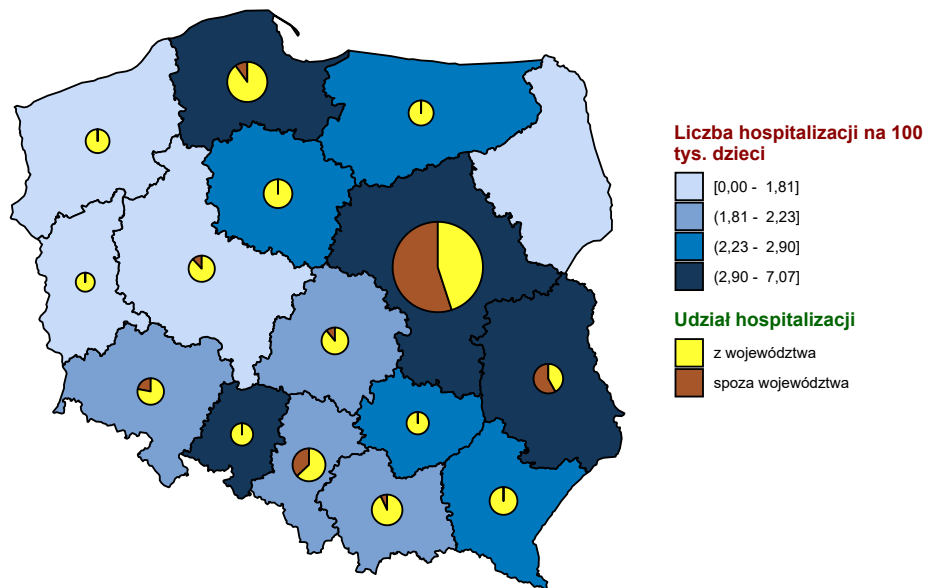 Liczba hospitalizacji na 100
tys. dzieci
[0,00 - 1,81]
(1,81 - 2,23]
(2,23 - 2,90]
(2,90 - 7,07]
Udział hospitalizacji
z województwa
spoza województwa